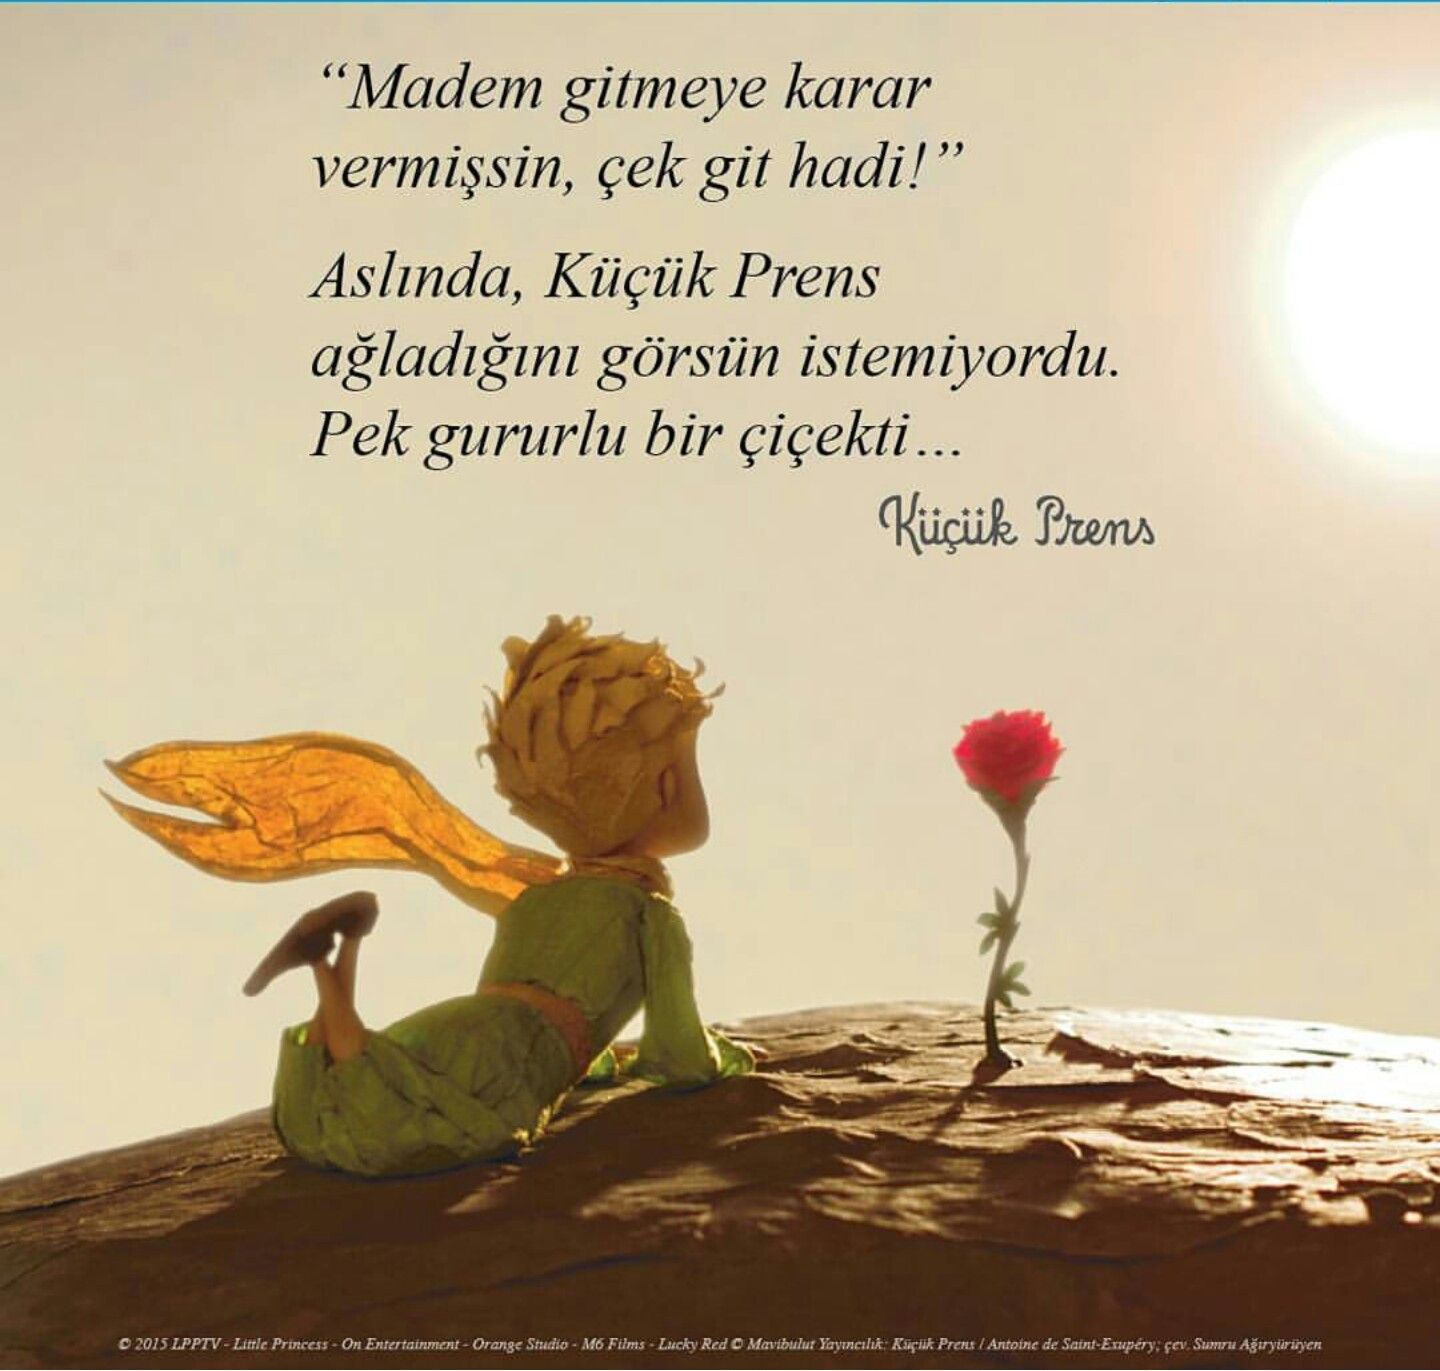 “Madem gitmeye karar
vermişsin, çek git hadi!”
Aslında, Küçük Prens
ağladığını görsün istemiyordu.
Pek gururlu bir çiçekti...
Küçük Prens
© 2015 LPPTV - Little Princess - On Entertainment - Orange Studio - M6 Films - Lucky Red © Mavibulut Yayıncılık: Küçük Prens / Antoine de Saint-Exupéry; çev. Sumru Ağıryürüyen